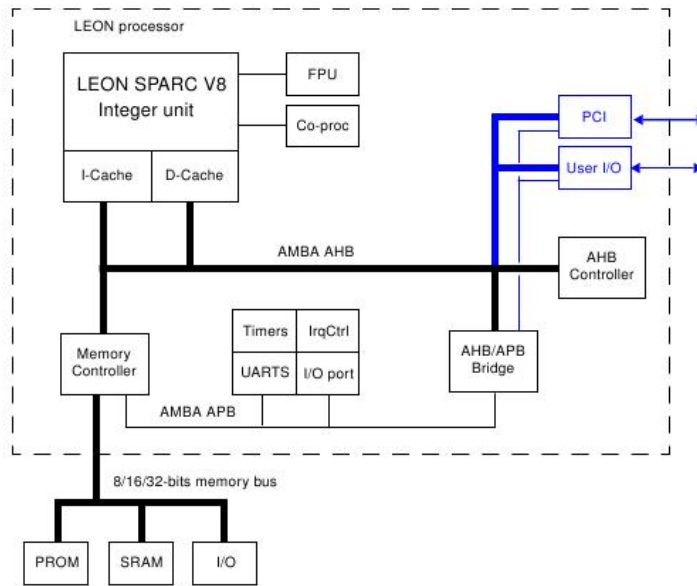 LEON processor
LEON SPARC V8
Integer unit
FPU
Co-proc
I-Cache
D-Cache
PCI
User I/O
AMBA AHB
AHB
Controller
Timers
IrqCtrl
Memory
Controller
UARTS
I/O port
AHB/APB
Bridge
AMBA APB
8/16/32-bits memory bus
PROM
SRAM
I/O